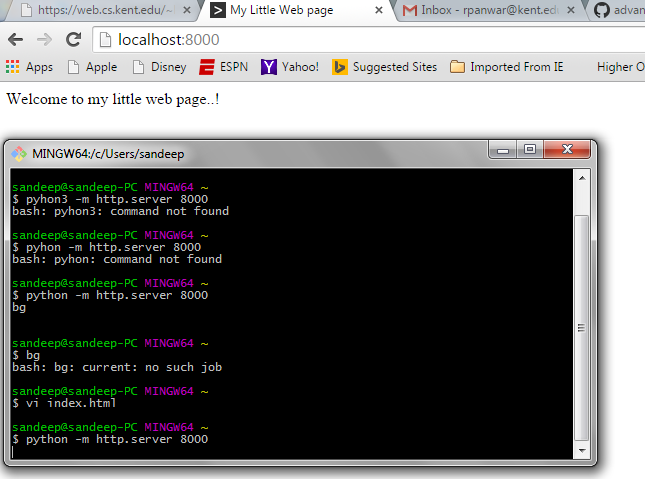 https://web.cs.kent.edu/~
My Little Web page
Inbox - rpanwar@kent.ed
advan
localhost:8000
Apps Apple Disney ESPN Yahoo! Suggested Sites Imported From IE Higher O
Welcome to my little web page..!
MINGW64:/c/Users/sandeep
sandeep@sandeep-PC MINGW64 ~
$ pyhon3 -m http.server 8000
bash: pyhon3: command not found
sandeep@sandeep-PC MINGW64 ~
$ pyhon -m http.server 8000
bash: pyhon: command not found
sandeep@sandeep-PC MINGW64 ~
$ python -m http.server 8000
bg
sandeep@sandeep-PC MINGW64 ~
$ bg
bash: bg: current: no such job
sandeep@sandeep-PC MINGW64 ~
$ vi index.html
sandeep@sandeep-PC MINGW64 ~
$ python -m http.server 8000